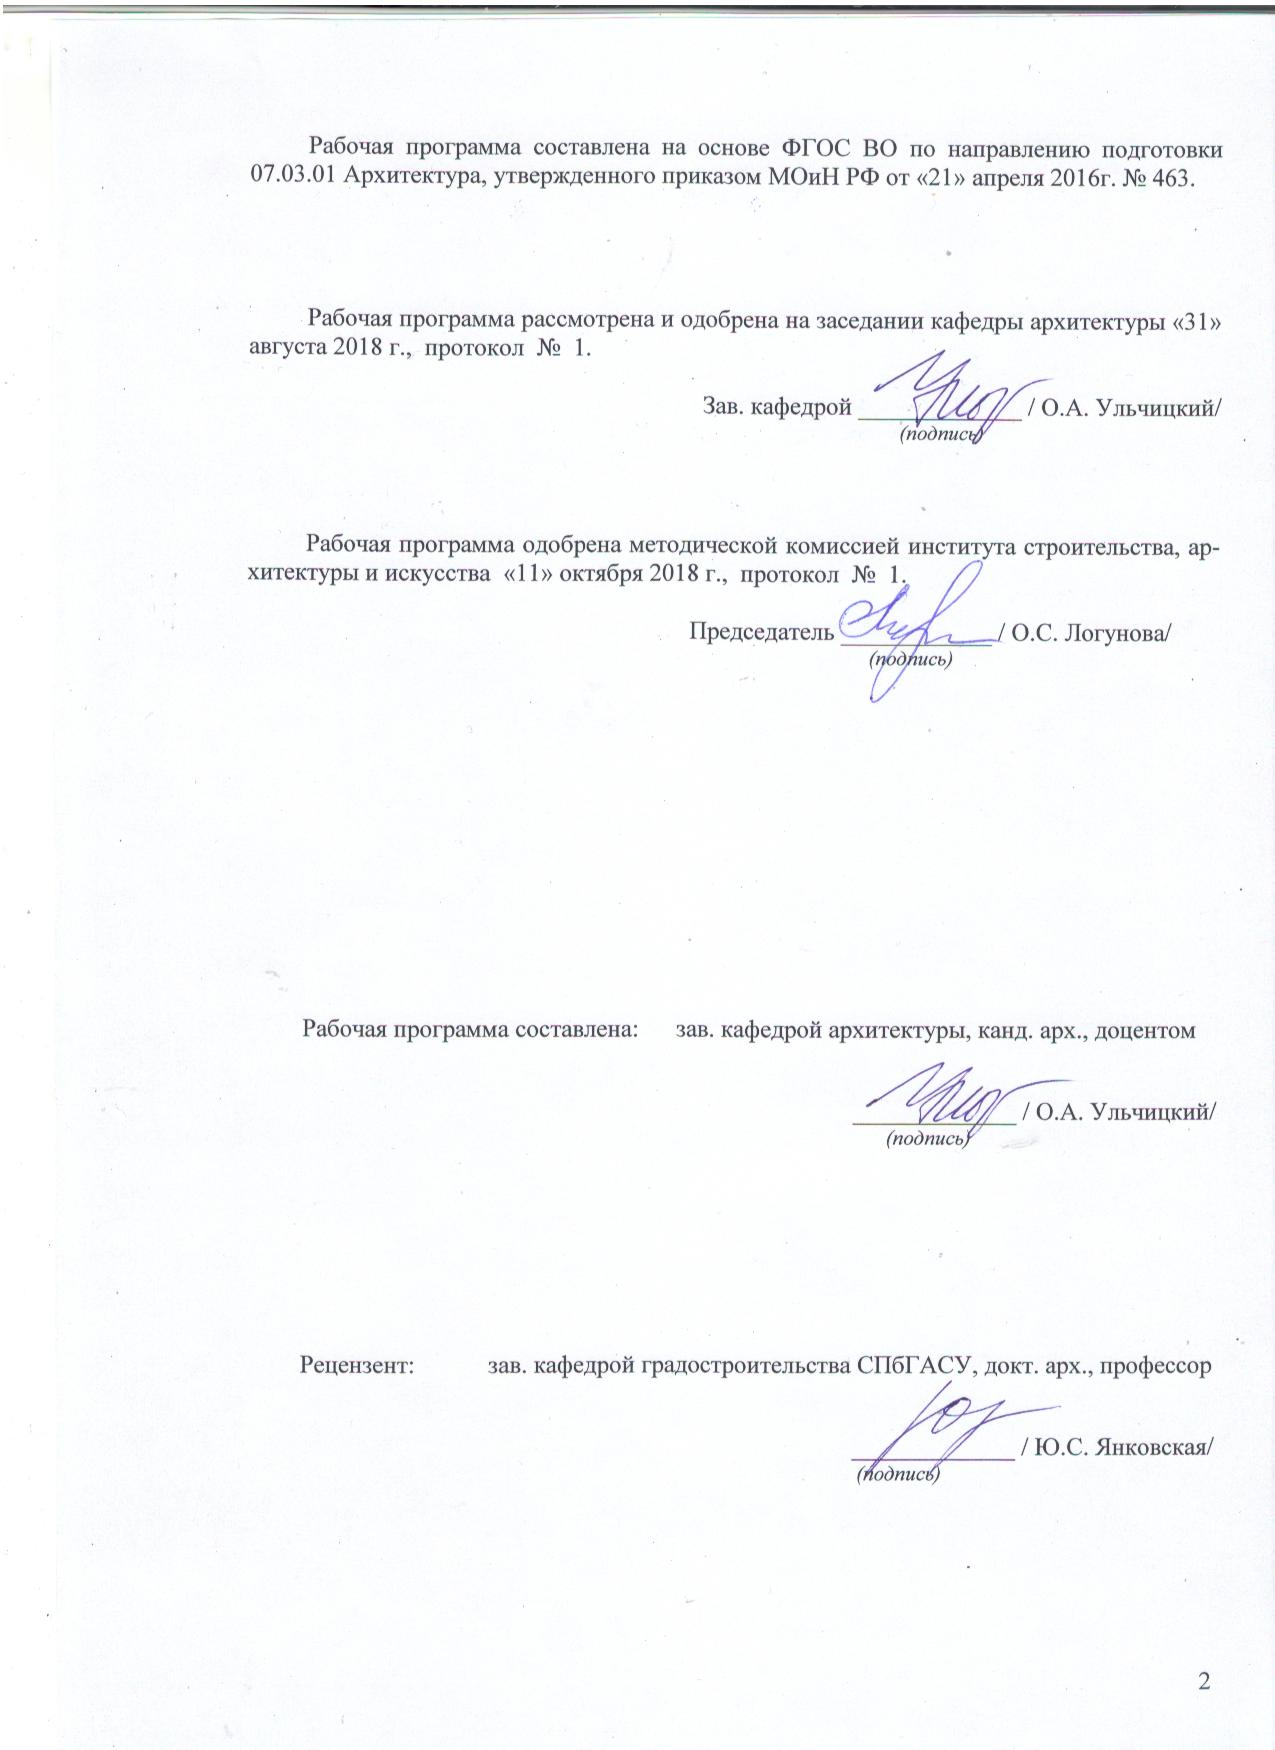 Рабочая программа составлена на основе ФГОС ВО по направлению подготовки
07.03.01 Архитектура, утвержденного приказом МОиН РФ от «21» апреля 2016г. № 463.
Рабочая программа рассмотрена и одобрена на заседании кафедры архитектуры «31»
августа 2018 г., протокол № 1.
Зав. кафедрой _____________ / О.А. Ульчицкий/
(подпись)
Рабочая программа одобрена методической комиссией института строительства, ар-
хитектуры и искусства «11» октября 2018 г., протокол № 1.
Председатель ____________/ О.С. Логунова/
(подпись)
Рабочая программа составлена: зав. кафедрой архитектуры, канд. арх., доцентом
_____________ / О.А. Ульчицкий/
(подпись)
Рецензент: зав. кафедрой градостроительства СПбГАСУ, докт. арх., профессор
_____________ / Ю.С. Янковская/
(подпись)
2